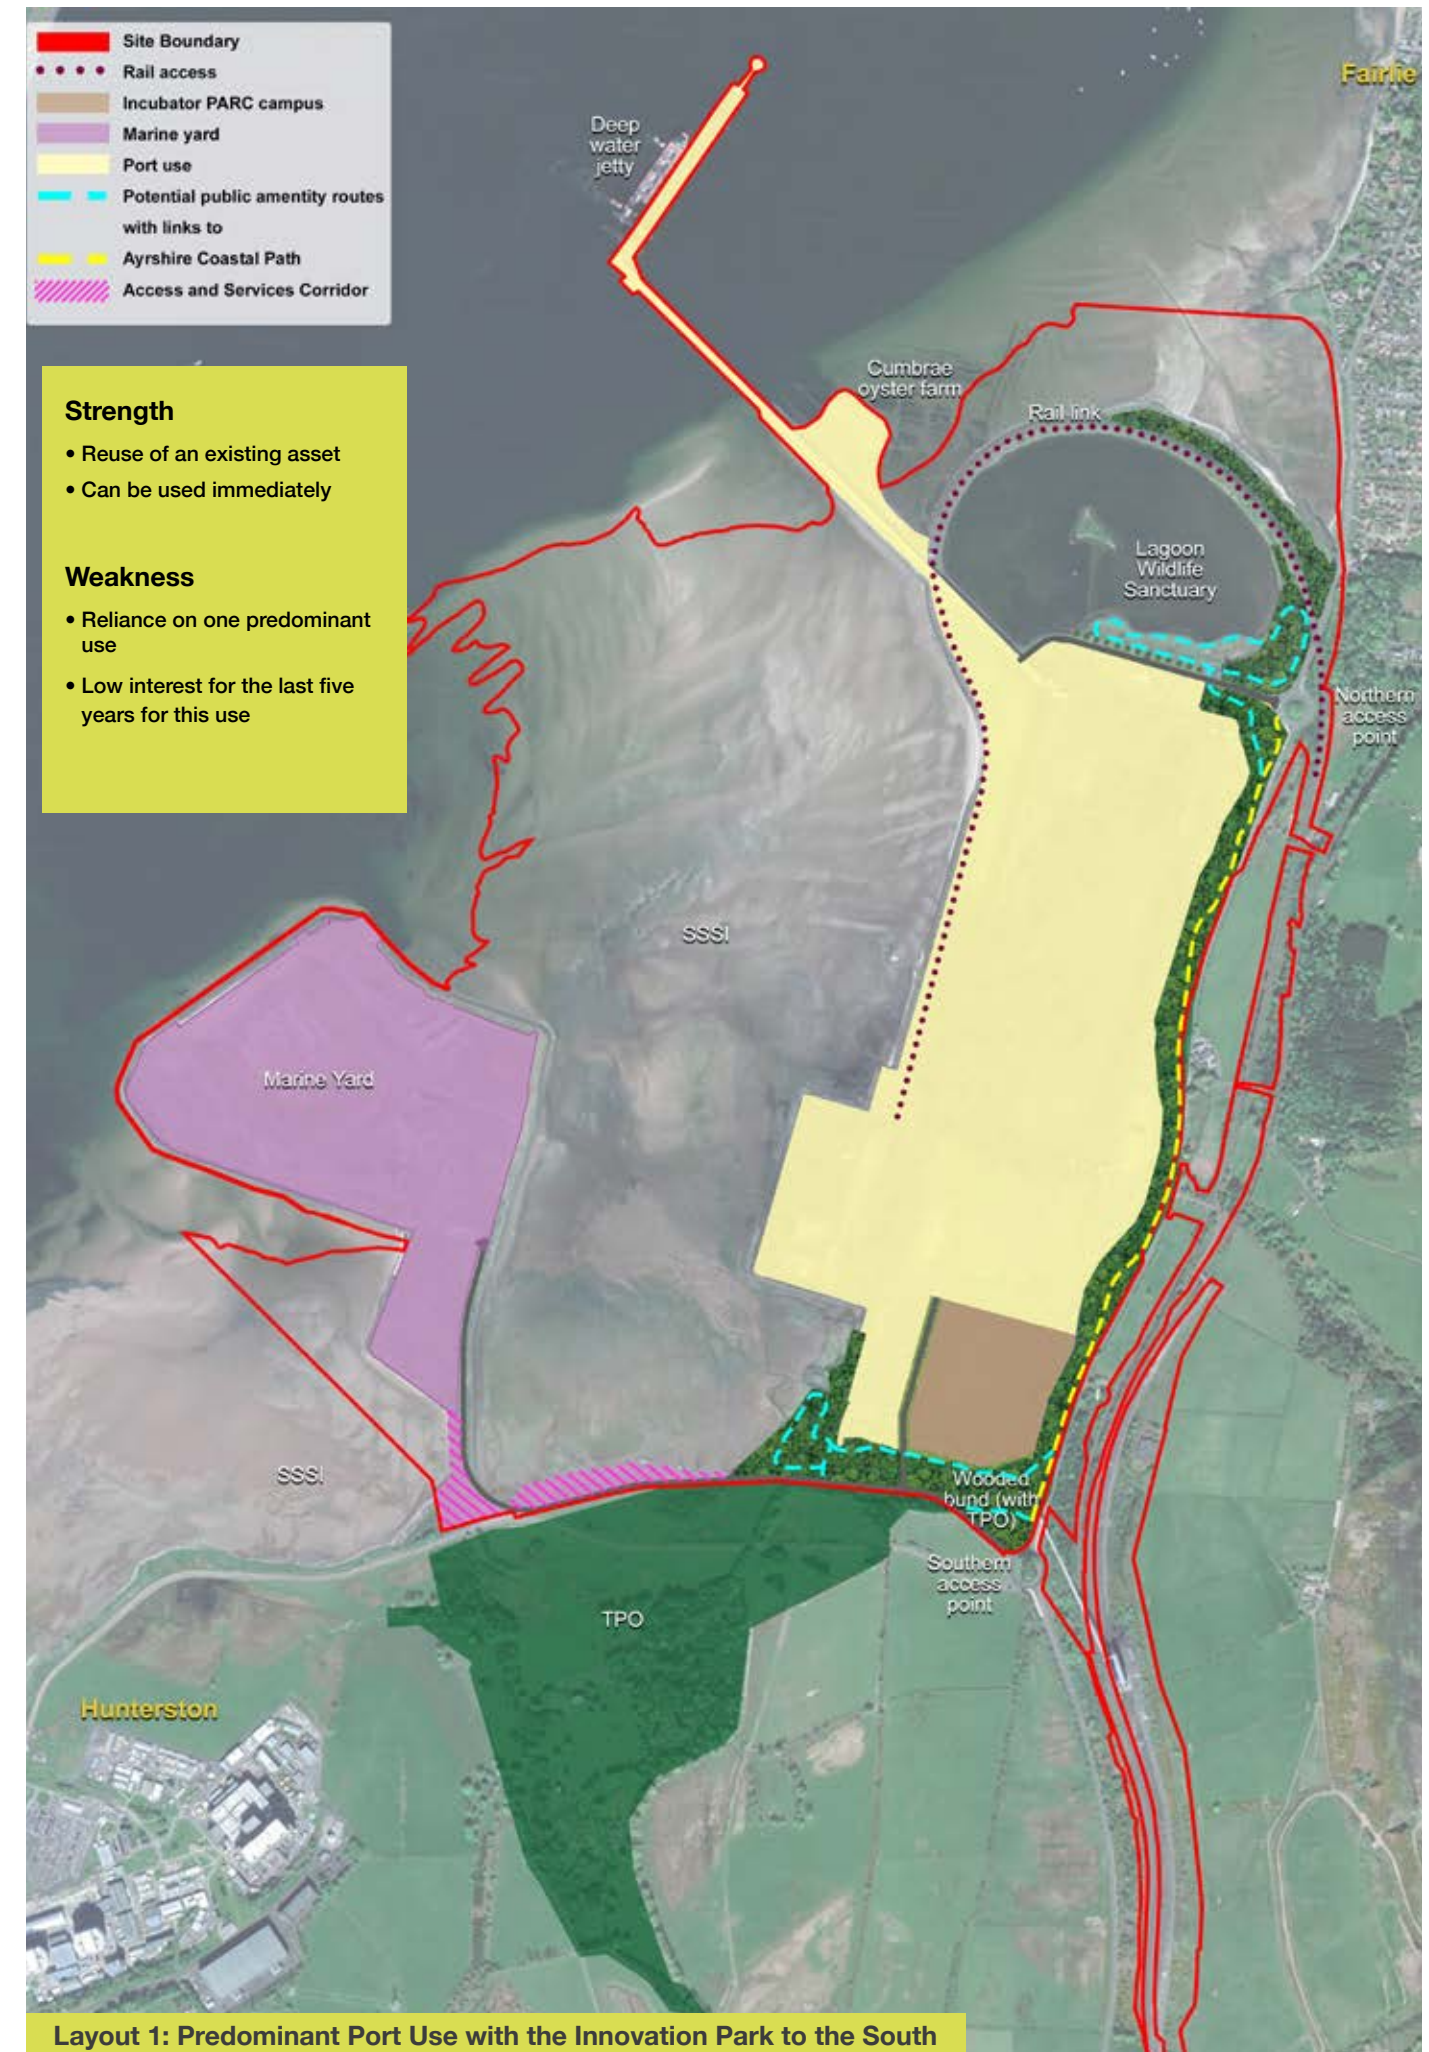 Site Boundary
Rail access
Incubator PARC campus
Marine yard
Port use
Potential public amentity routes
with links to
Ayrshire Coastal Path
Access and Services Corridor
Fairlie
Deep
water
jetty
Strength
• Reuse of an existing asset
• Can be used immediately
Weakness
• Reliance on one predominant
use
• Low interest for the last five
years for this use
Cumbrae
oyster farm
Rail link
Lagoon
Wildlife
Sanctuary
Northern
access
point
SSSI
Marine Yard
SSSI
Wooded
bund (with
TPO)
Southern
access
point
TPO
Hunterston
Layout 1: Predominant Port Use with the Innovation Park to the South